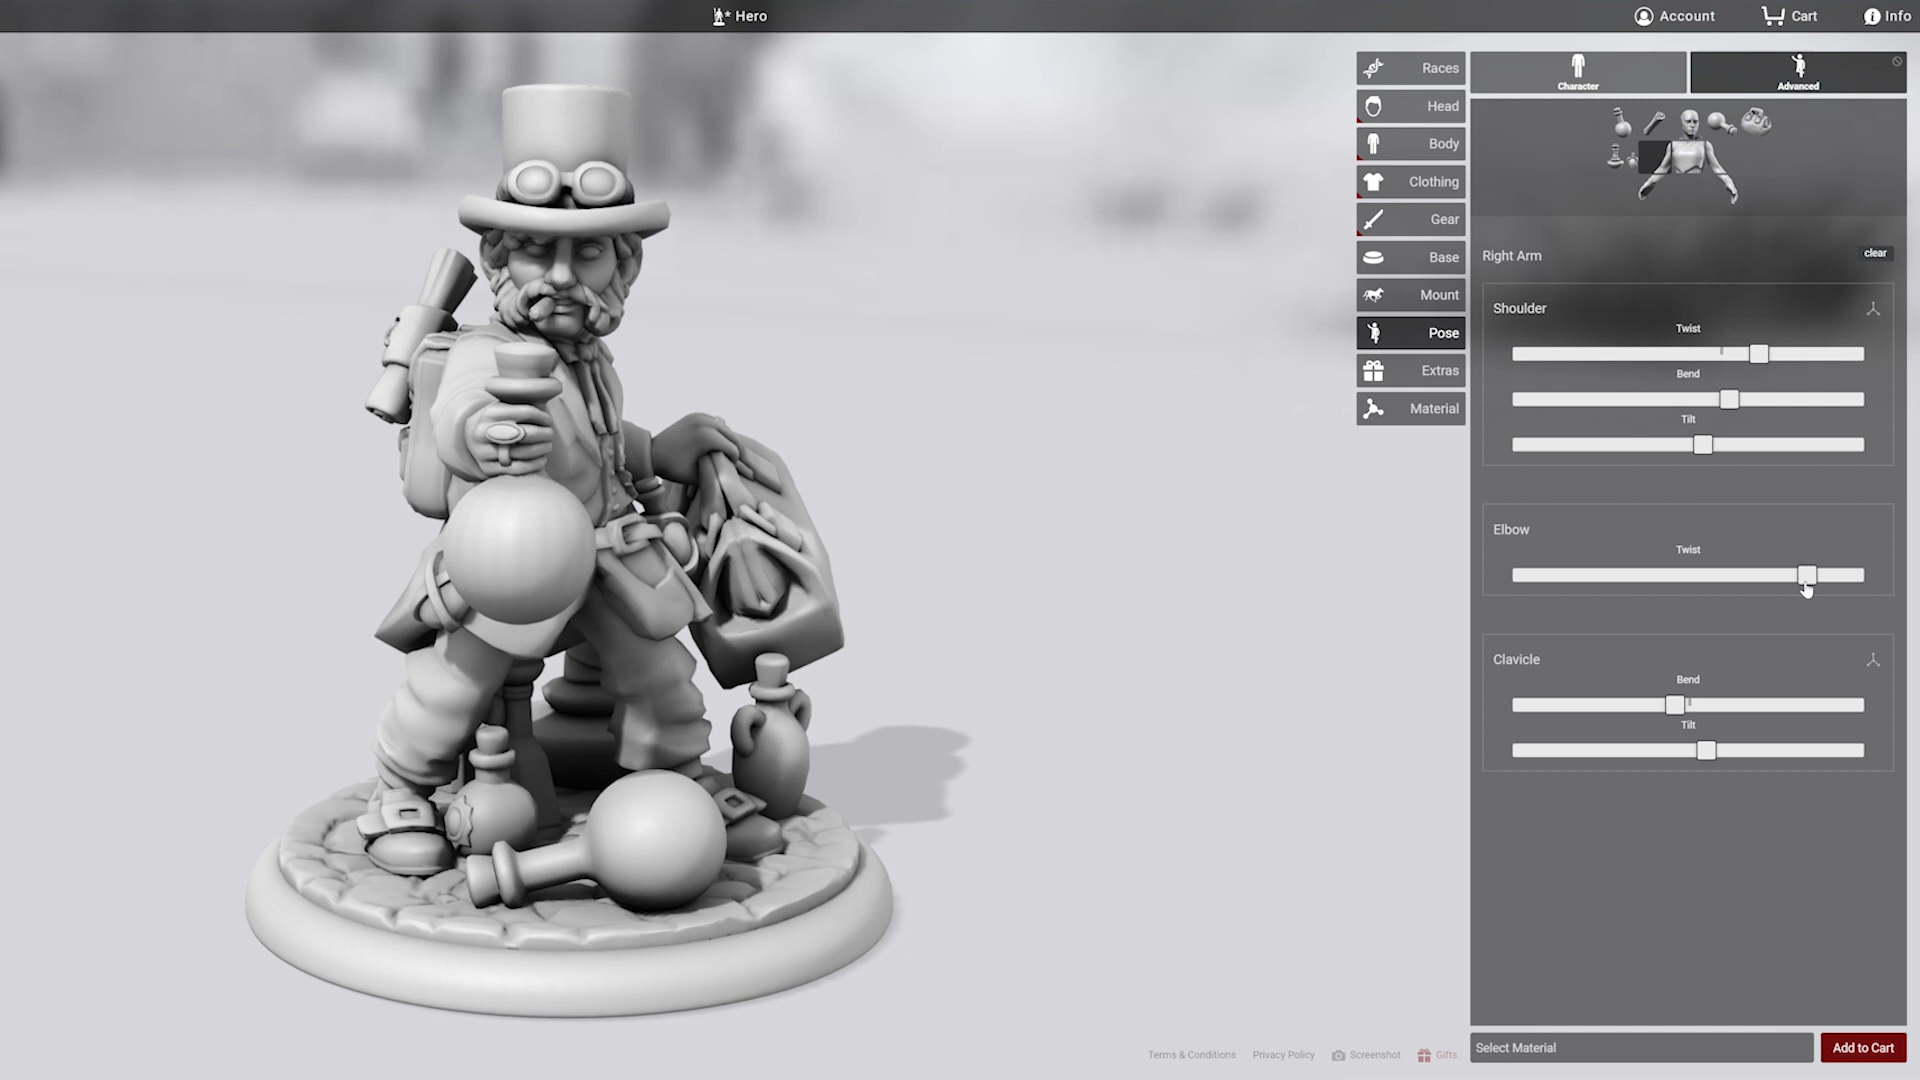 Hero
Account
Cart
Info
Races
Head
Body
Clothing
Gear
Base
Mount
Pose
Extras
Material
Character
Advanced
Right Arm
clear
Shoulder
Twist
Bend
Tilt
Elbow
Twist
Clavicle
Bend
Tilt
Terms & Conditions
Privacy Policy
Screenshot
Gifts
Select Material
Add to Cart